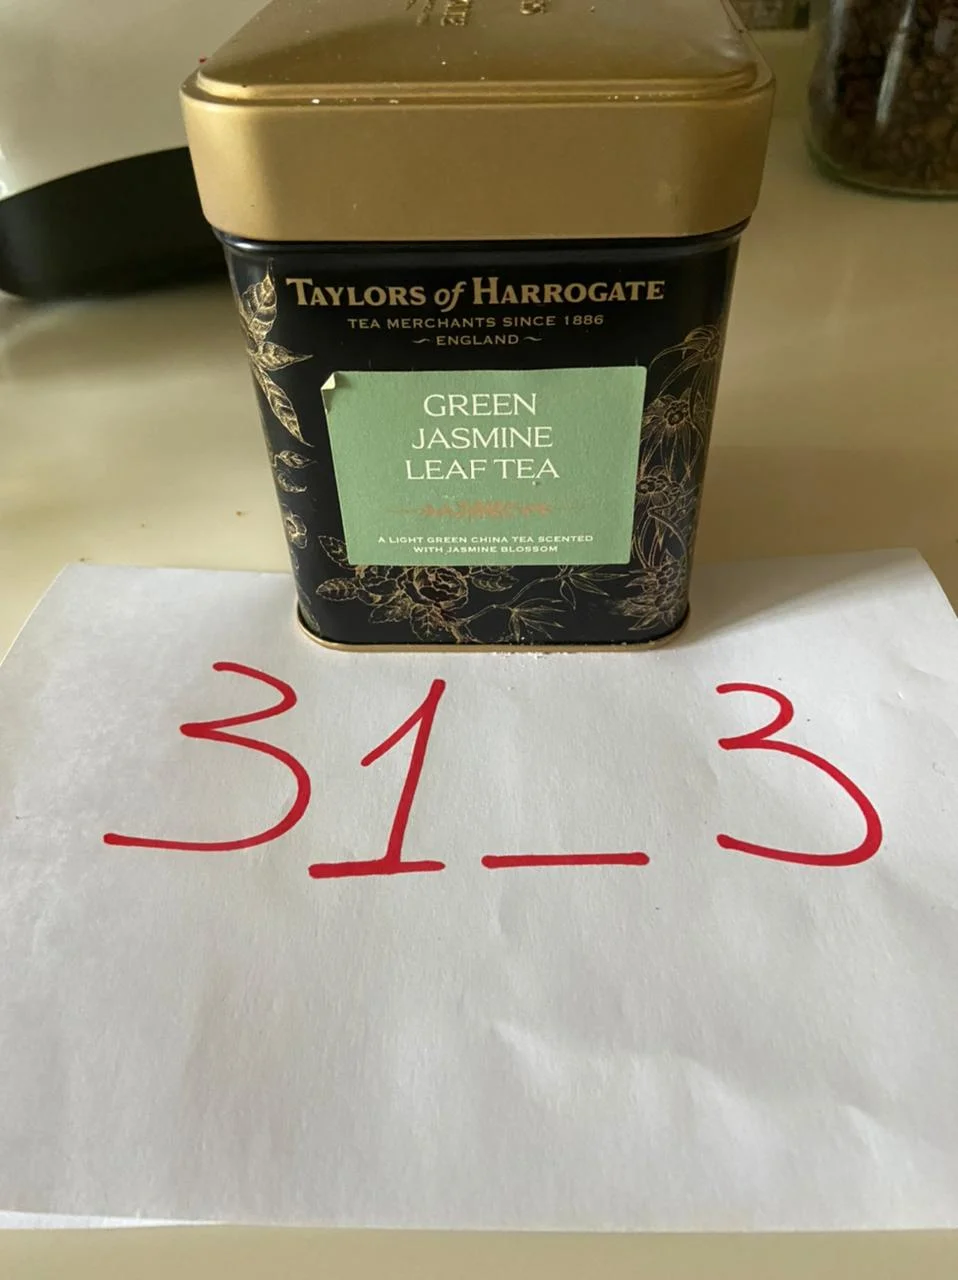 TAYLORS of HARROGATE
TEA MERCHANTS SINCE 1886
~ ENGLAND ~
GREEN
JASMINE
LEAF TEA
A LIGHT GREEN CHINA TEA SCENTED
WITH JASMINE BLOSSOM
31_3